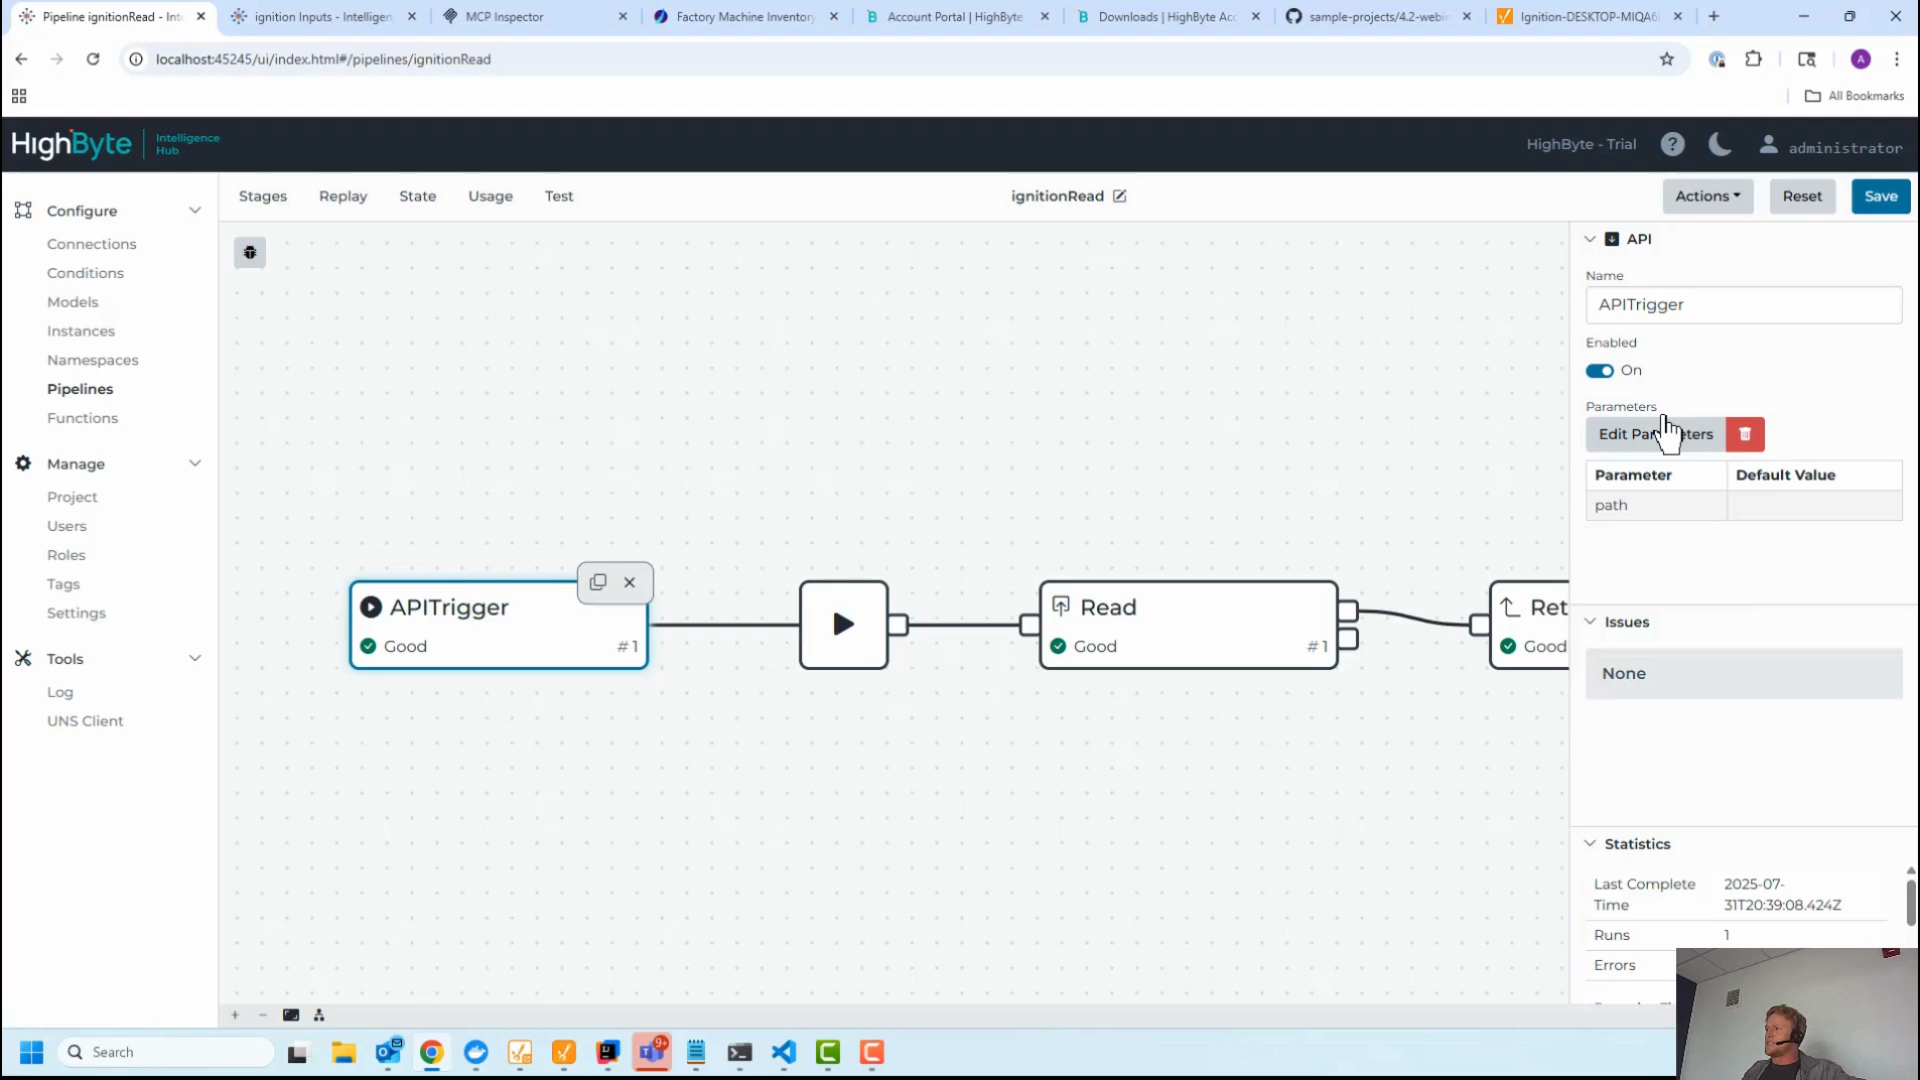 Pipeline ignitionRead - Int
ignition Inputs - Intelligen
MCP Inspector
Factory Machine Inventory
Account Portal | HighByte
Downloads | HighByte Acc
sample-projects/4.2-webi
Ignition-DESKTOP-MIQA6
localhost:45245/ui/index.html#/pipelines/ignitionRead
A
All Bookmarks
HighByte
Intelligence
Hub
HighByte - Trial
administrator
Configure
Connections
Conditions
Models
Instances
Namespaces
Pipelines
Functions
Manage
Project
Users
Roles
Tags
Settings
Tools
Log
UNS Client
Stages
Replay
State
Usage
Test
ignitionRead
Actions
Reset
Save
APITrigger
Good
#1
Read
Good
#1
Ret
Good
API
Name
APITrigger
Enabled
On
Parameters
Edit Parameters
Parameter
Default Value
path
Issues
None
Statistics
Last Complete Time
2025-07-
31T20:39:08.424Z
Runs
1
Errors
Search
9+